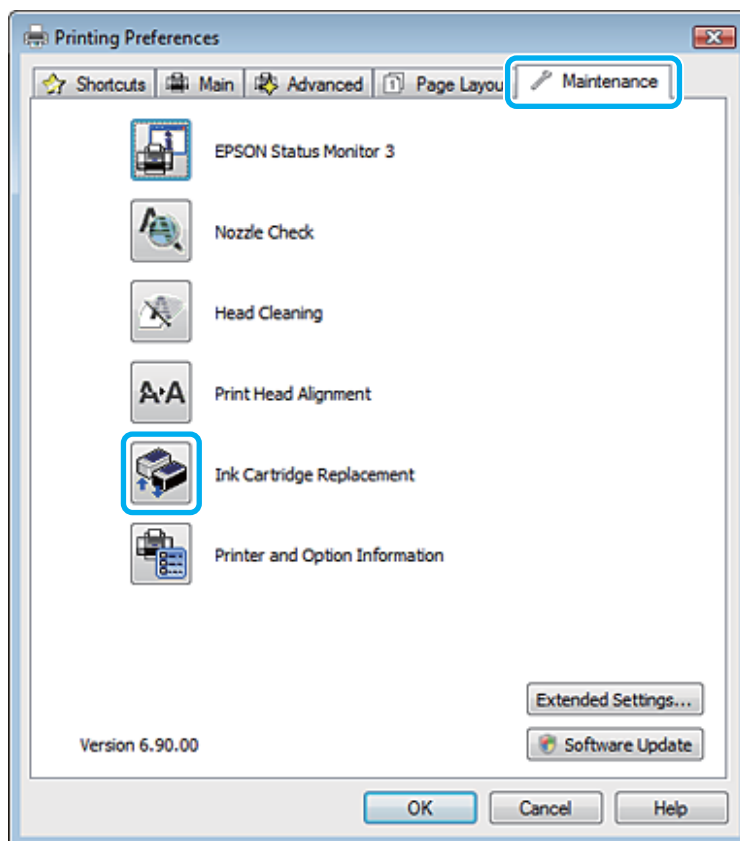 Printing Preferences
Shortcuts Main Advanced 1 Page Layou Maintenance
EPSON Status Monitor 3
Nozzle Check
Head Cleaning
A A Print Head Alignment
Ink Cartridge Replacement
Printer and Option Information
Extended Settings...
Version 6.90.00 Software Update
OK Cancel Help